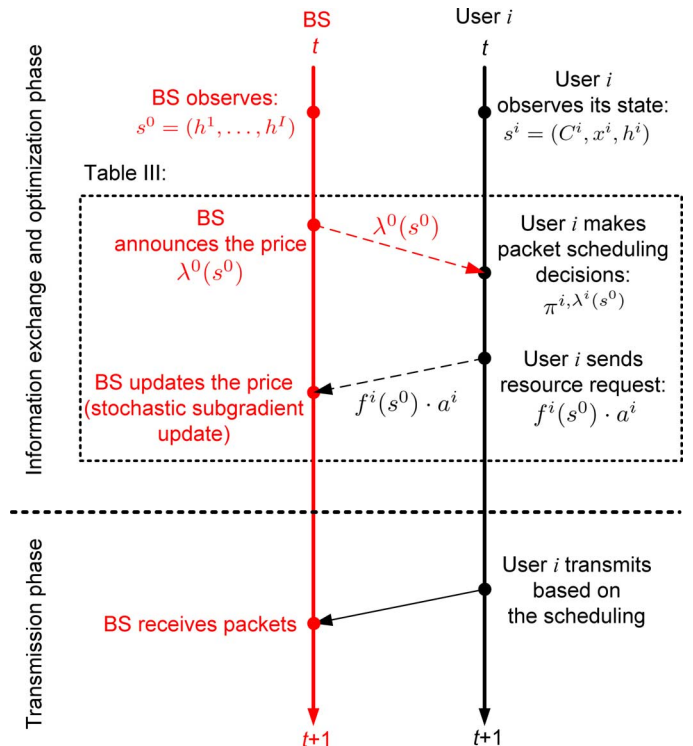 BS
t
User i
t
Information exchange and optimization phase
BS observes:
s⁰ = (h¹, . . . , hᴵ)
User i
observes its state:
sⁱ = (Cⁱ, xⁱ, hⁱ)
Table III:
BS
announces the price
λ⁰(s⁰)
λ⁰(s⁰)
User i makes
packet scheduling
decisions:
π^{i,λⁱ(s⁰)}
BS updates the price
(stochastic subgradient
update)
fⁱ(s⁰) · aⁱ
User i sends
resource request:
fⁱ(s⁰) · aⁱ
Transmission phase
User i transmits
based on
the scheduling
BS receives packets
t+1
t+1